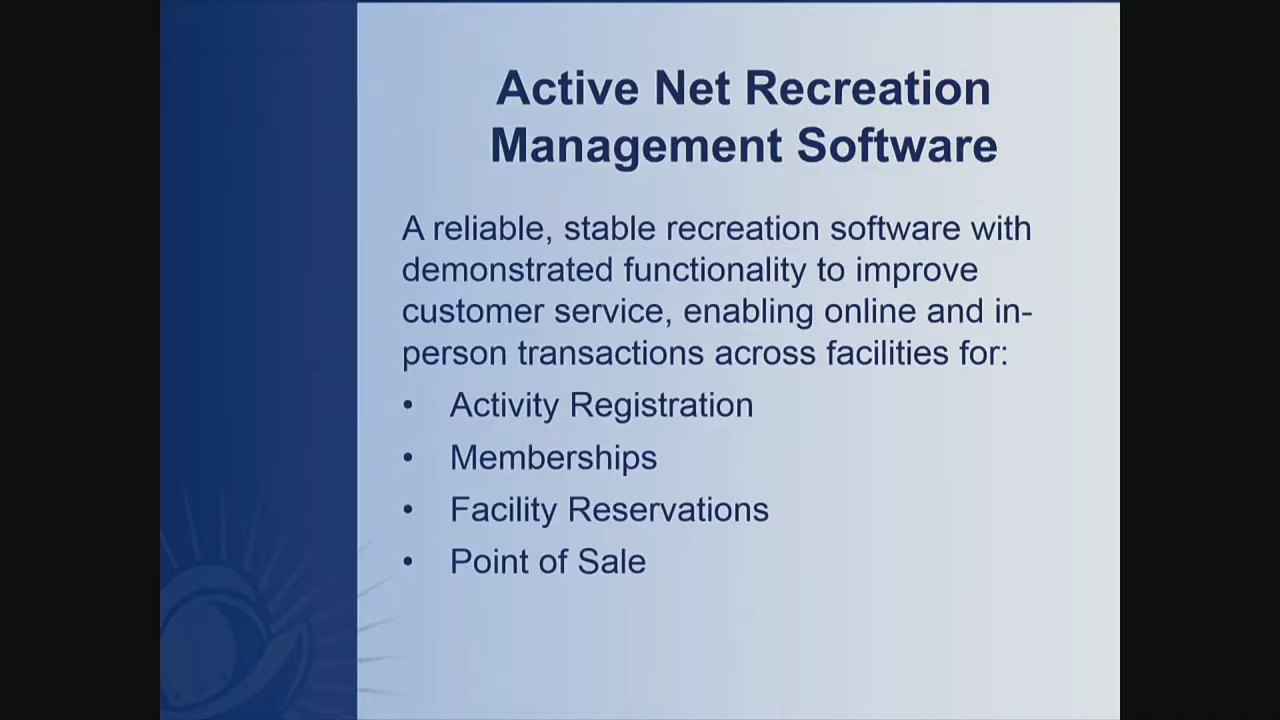 Active Net Recreation
Management Software
A reliable, stable recreation software with
demonstrated functionality to improve
customer service, enabling online and in-
person transactions across facilities for:
• Activity Registration
• Memberships
• Facility Reservations
• Point of Sale